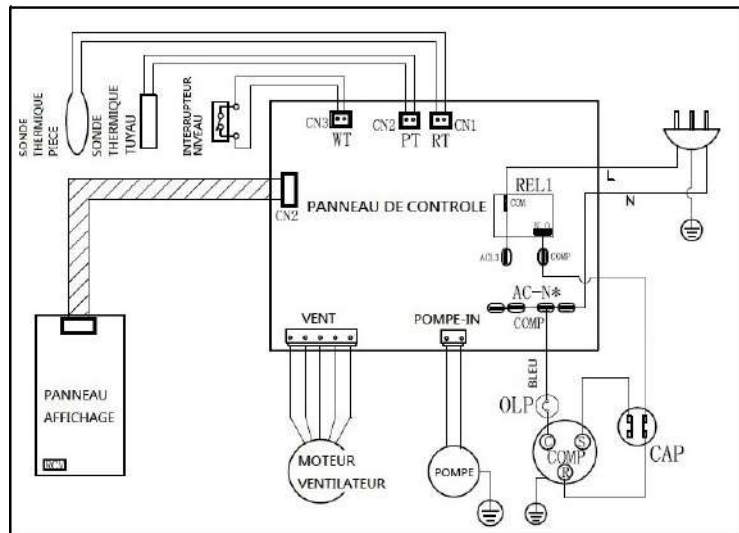 SONDE
THERMIQUE
PIECE
SONDE
THERMIQUE
TUYAU
INTERRUPTEUR
NIVEAU
CN3
WT
CN2
PT
RT
CN1
L
N
CN2
PANNEAU DE CONTROLE
REL1
COM
N.O
ACL1
COMP
AC-N*
COMP
VENT
POMPE-IN
PANNEAU
AFFICHAGE
MOTEUR
VENTILATEUR
POMPE
BLEU
OLP
C
S
COMP
R
CAP